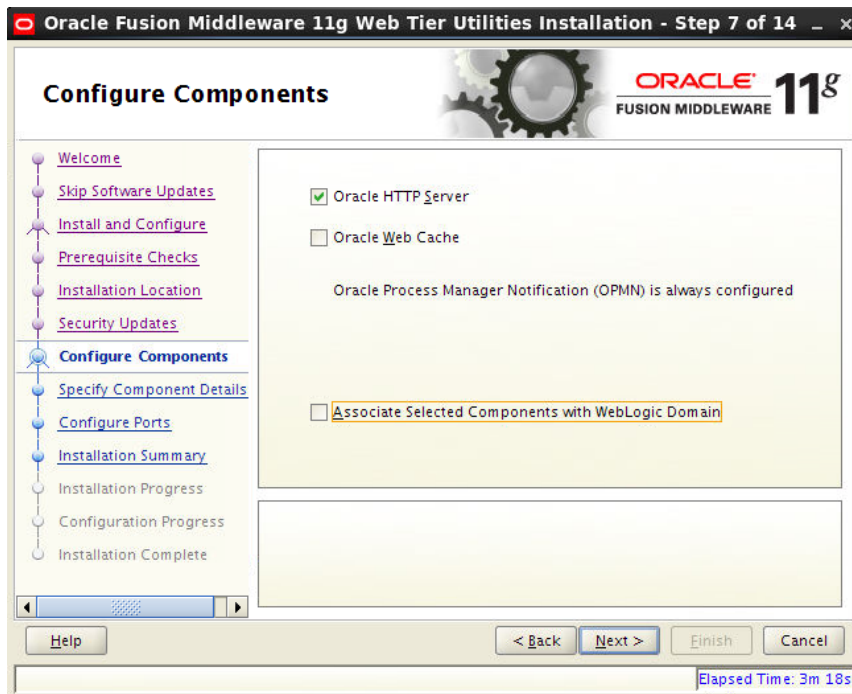 Oracle Fusion Middleware 11g Web Tier Utilities Installation - Step 7 of 14
Configure Components
ORACLE
FUSION MIDDLEWARE 11g
Welcome
Skip Software Updates
Install and Configure
Prerequisite Checks
Installation Location
Security Updates
Configure Components
Specify Component Details
Configure Ports
Installation Summary
Installation Progress
Configuration Progress
Installation Complete
Oracle HTTP Server
Oracle Web Cache
Oracle Process Manager Notification (OPMN) is always configured
Associate Selected Components with WebLogic Domain
Help
< Back
Next >
Finish
Cancel
Elapsed Time: 3m 18s